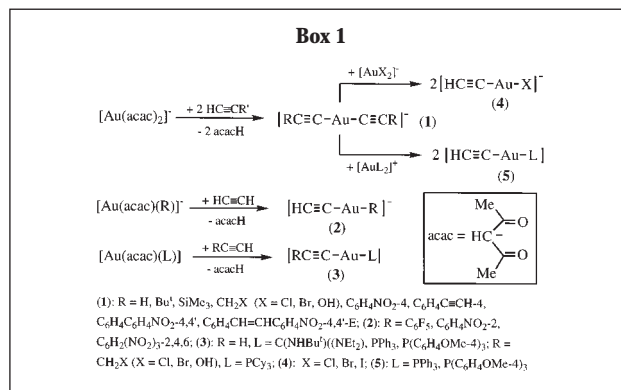 Box 1
+ [AuX₂]⁻
2 [HC≡C–Au–X]⁻
(4)
[Au(acac)₂]⁻
+ 2 HC≡CR'
- 2 acacH
[RC≡C–Au–C≡CR]⁻
(1)
+ [AuL₂]⁺
2 [HC≡C–Au–L]
(5)
[Au(acac)(R)]⁻
+ HC≡CH
- acacH
[HC≡C–Au–R]⁻
(2)
[Au(acac)(L)]
+ RC≡CH
- acacH
[RC≡C–Au–L]
(3)
Me
O
acac = HC⁻
O
Me
(1): R = H, Buᵗ, SiMe₃, CH₂X (X = Cl, Br, OH), C₆H₄NO₂-4, C₆H₄C≡CH-4,
C₆H₄C₆H₄NO₂-4,4', C₆H₄CH=CHC₆H₄NO₂-4,4'-E; (2): R = C₆F₅, C₆H₄NO₂-2,
C₆H₂(NO₂)₃-2,4,6; (3): R = H, L = C(NHBuᵗ)((NEt₂), PPh₃, P(C₆H₄OMe-4)₃; R =
CH₂X (X = Cl, Br, OH), L = PCy₃; (4): X = Cl, Br, I; (5): L = PPh₃, P(C₆H₄OMe-4)₃